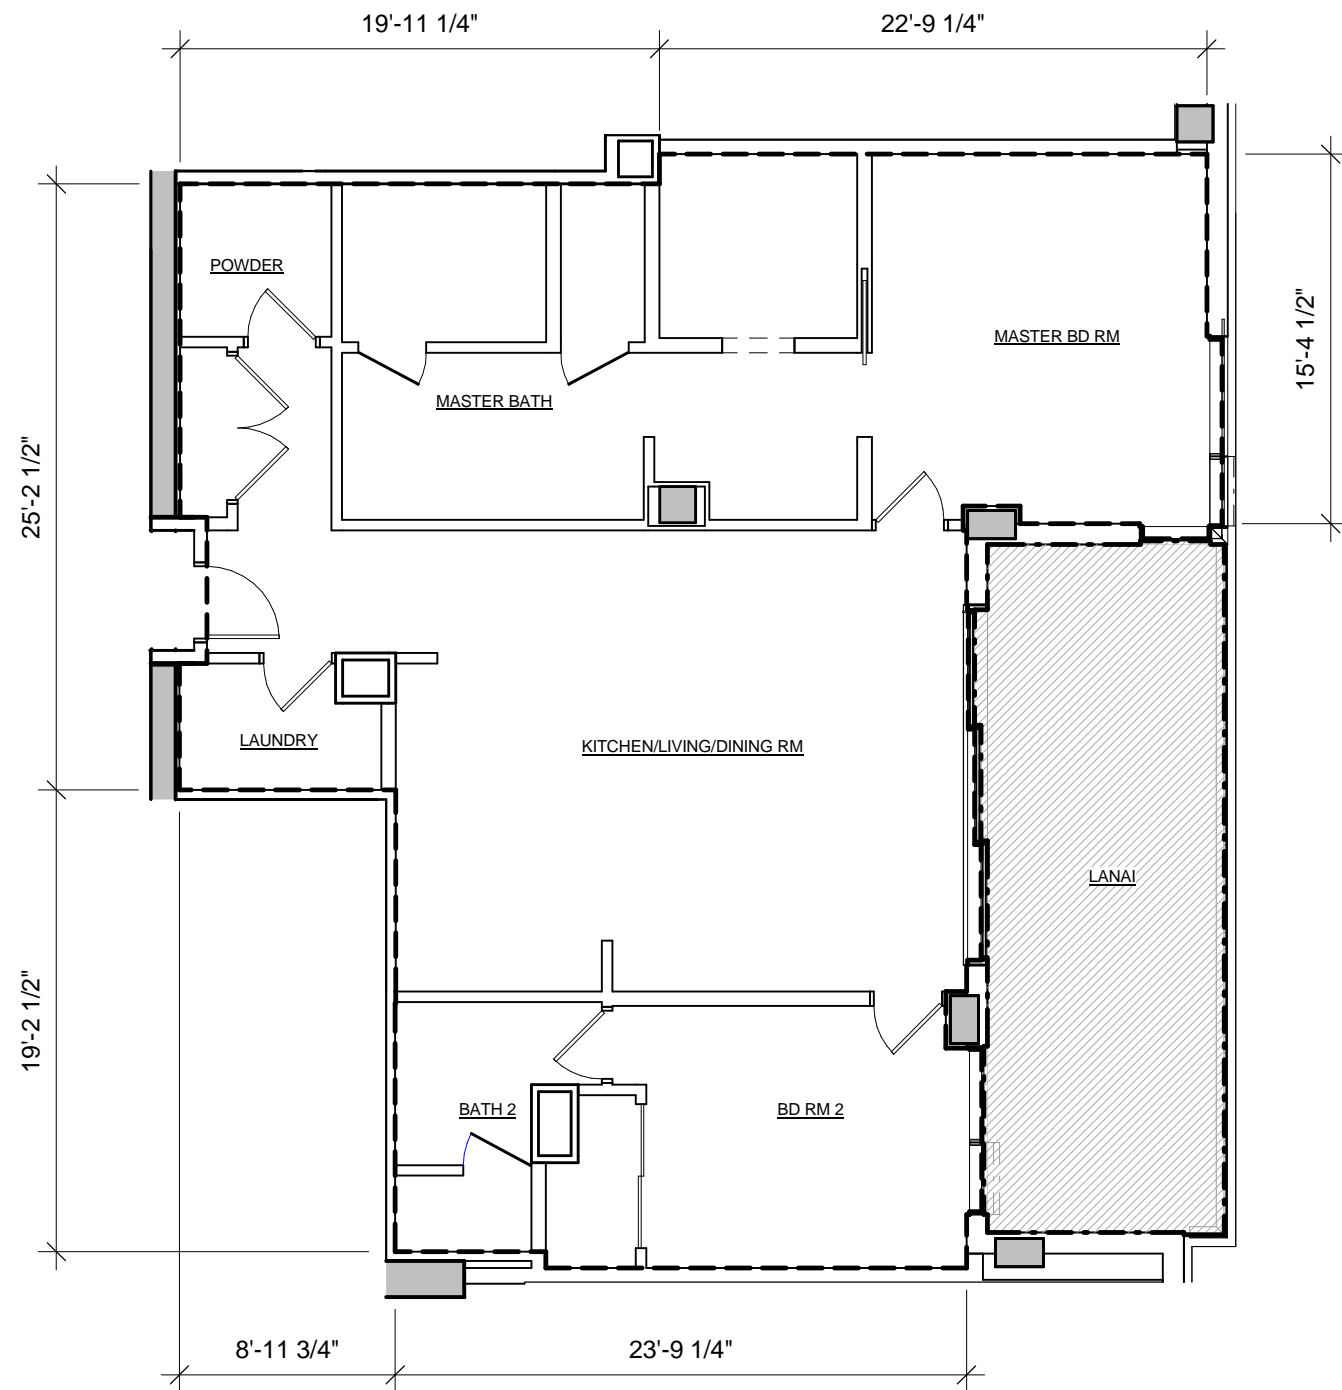 19'-11 1/4"
22'-9 1/4"
POWDER
MASTER BD RM
15'-4 1/2"
MASTER BATH
25'-2 1/2"
LAUNDRY
KITCHEN/LIVING/DINING RM
LANAI
19'-2 1/2"
BATH 2
BD RM 2
8'-11 3/4"
23'-9 1/4"